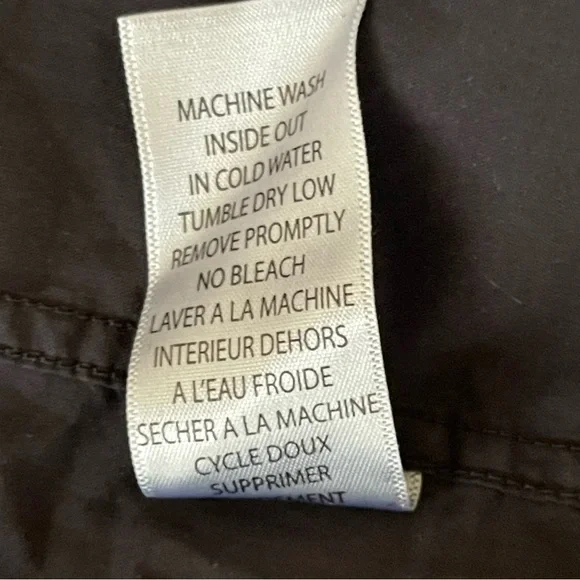 MACHINE WASH
INSIDE OUT
IN COLD WATER
TUMBLE DRY LOW
REMOVE PROMPTLY
NO BLEACH
LAVER A LA MACHINE
INTERIEUR DEHORS
A L'EAU FROIDE
SECHER A LA MACHINE
CYCLE DOUX
SUPPRIMER